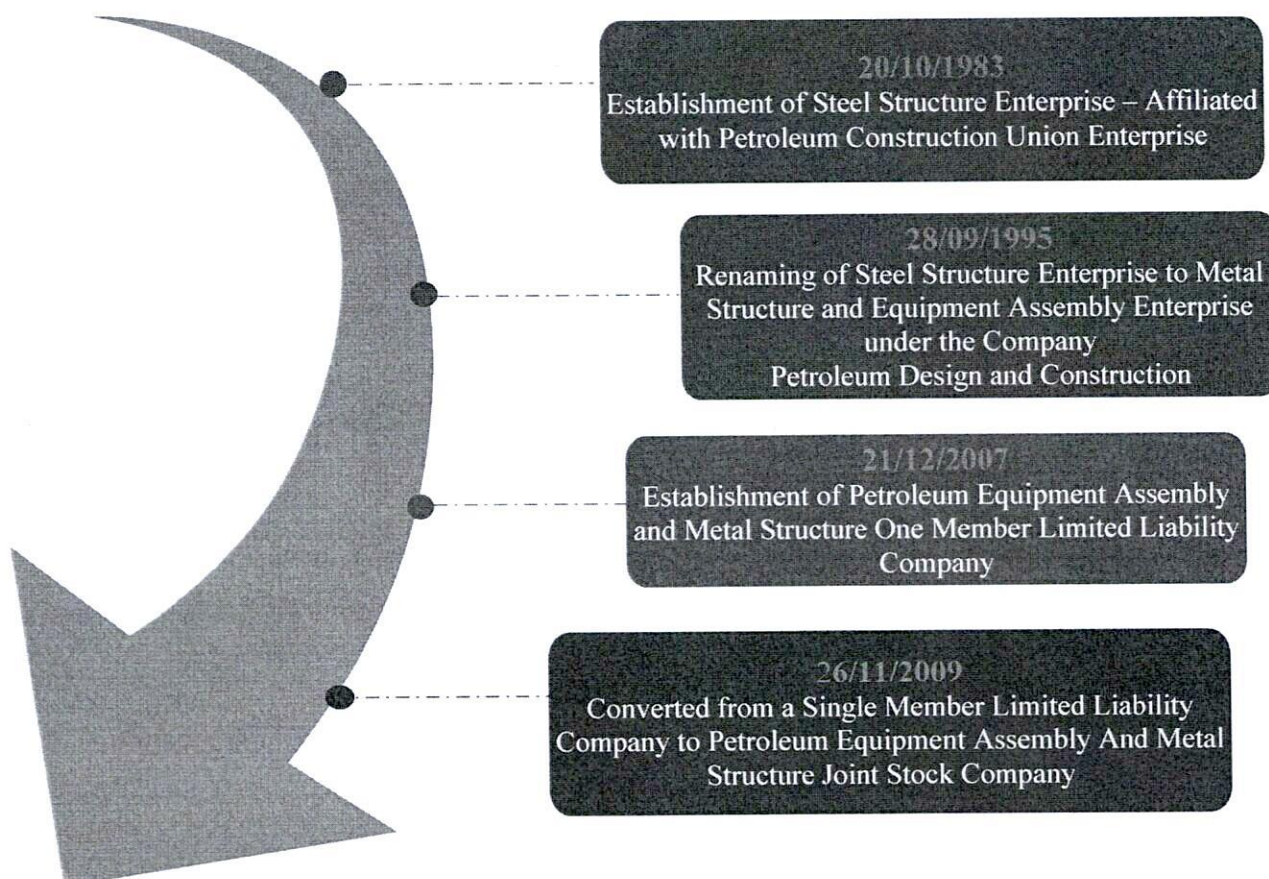 20/10/1983
Establishment of Steel Structure Enterprise – Affiliated
with Petroleum Construction Union Enterprise
28/09/1995
Renaming of Steel Structure Enterprise to Metal
Structure and Equipment Assembly Enterprise
under the Company
Petroleum Design and Construction
21/12/2007
Establishment of Petroleum Equipment Assembly
and Metal Structure One Member Limited Liability
Company
26/11/2009
Converted from a Single Member Limited Liability
Company to Petroleum Equipment Assembly And Metal
Structure Joint Stock Company